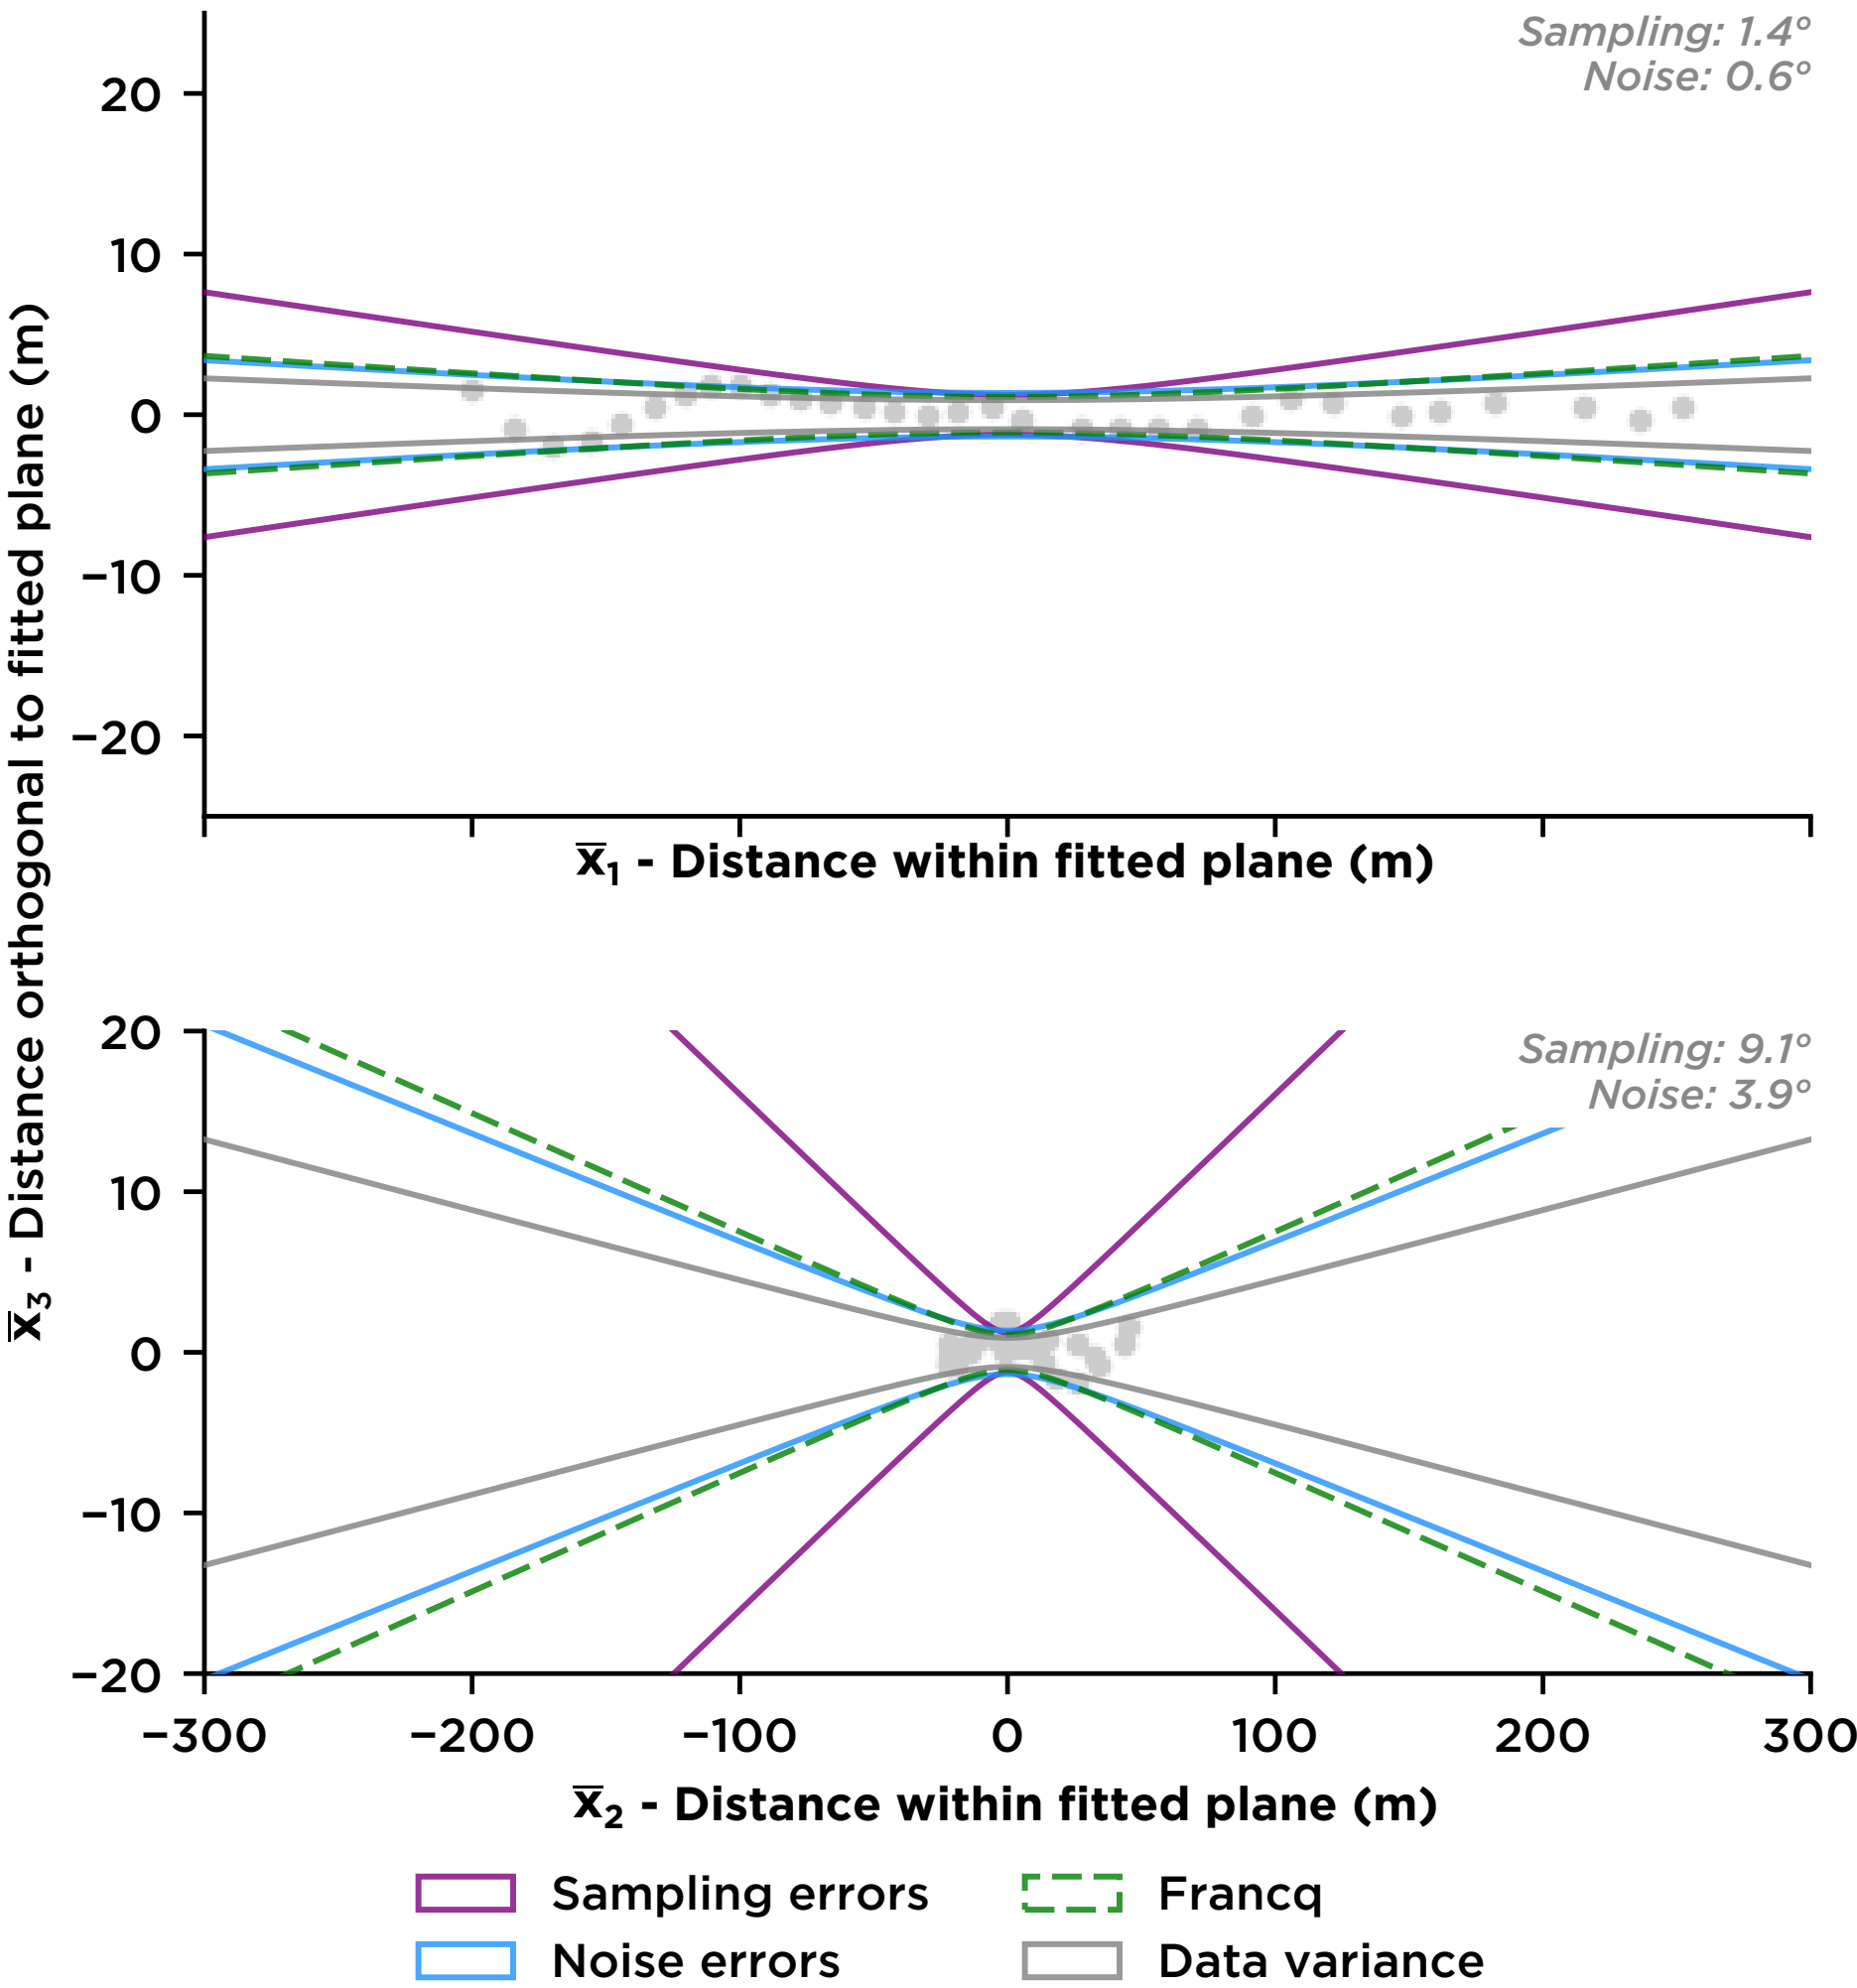 Sampling: 1.4°
Noise: 0.6°
20
10
0
−10
−20
x̅1 - Distance within fitted plane (m)
x̅3 - Distance orthogonal to fitted plane (m)
Sampling: 9.1°
Noise: 3.9°
20
10
0
−10
−20
−300 −200 −100 0 100 200 300
x̅2 - Distance within fitted plane (m)
Sampling errors Francq
Noise errors Data variance